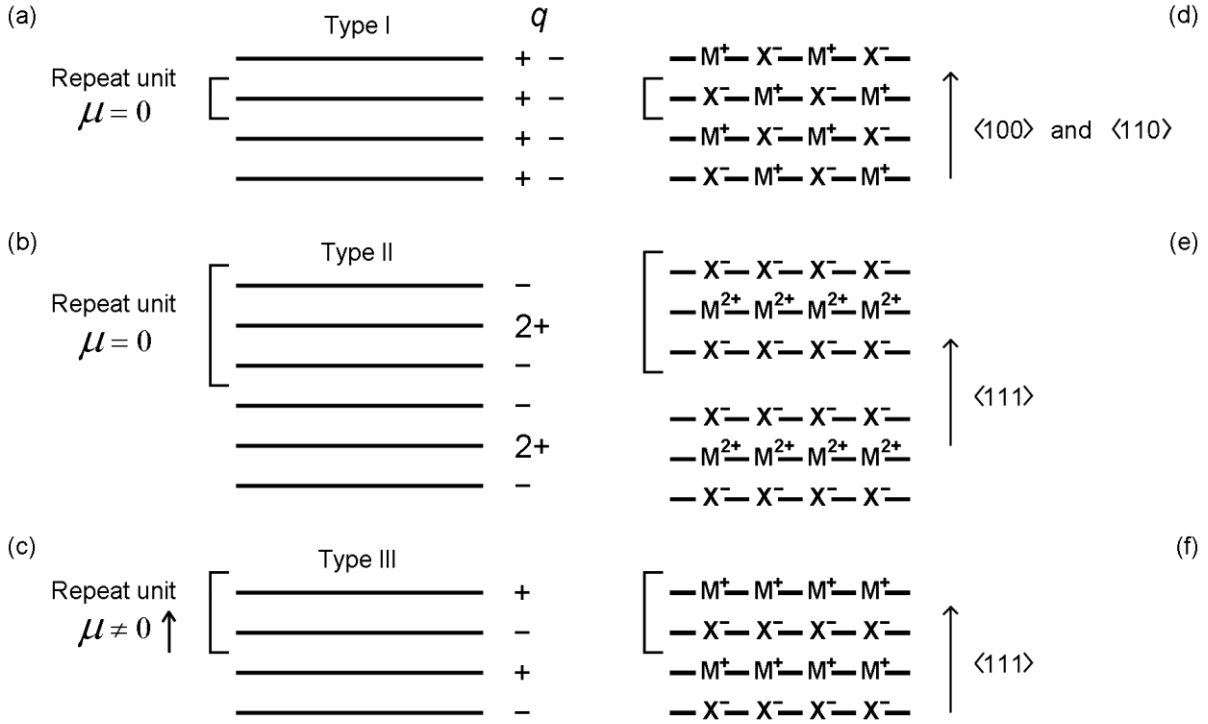 (a)
Type I
q
(d)
Repeat unit
μ = 0
+ −
+ −
+ −
+ −
M⁺ X⁻ M⁺ X⁻
X⁻ M⁺ X⁻ M⁺
M⁺ X⁻ M⁺ X⁻
X⁻ M⁺ X⁻ M⁺
⟨100⟩ and ⟨110⟩
(b)
Type II
(e)
Repeat unit
μ = 0
−
2+
−
−
2+
−
X⁻ X⁻ X⁻ X⁻
M²⁺ M²⁺ M²⁺ M²⁺
X⁻ X⁻ X⁻ X⁻
X⁻ X⁻ X⁻ X⁻
M²⁺ M²⁺ M²⁺ M²⁺
X⁻ X⁻ X⁻ X⁻
⟨111⟩
(c)
Type III
(f)
Repeat unit
μ ≠ 0
+
−
+
−
M⁺ M⁺ M⁺ M⁺
X⁻ X⁻ X⁻ X⁻
M⁺ M⁺ M⁺ M⁺
X⁻ X⁻ X⁻ X⁻
⟨111⟩